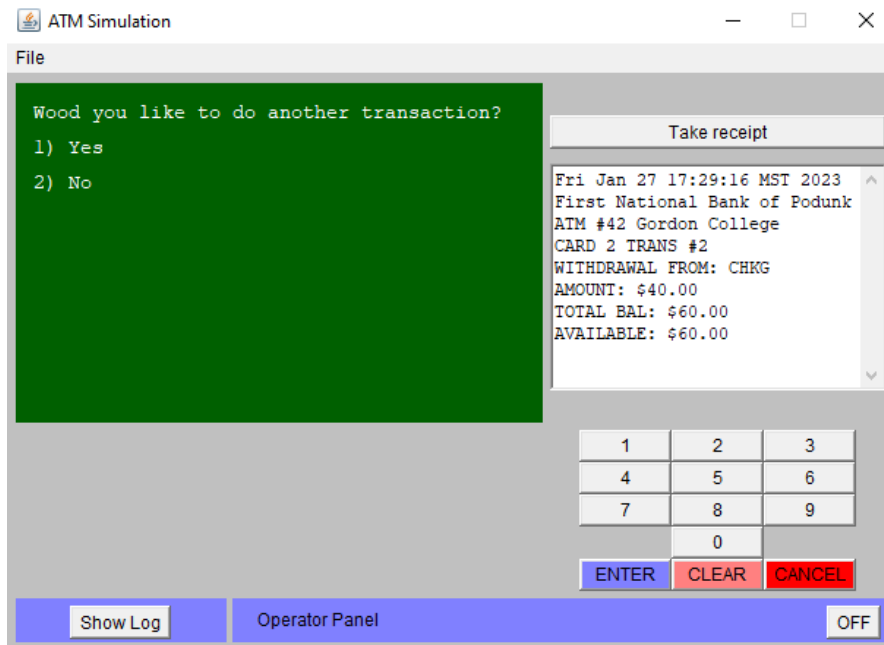 ATM Simulation
File
Wood you like to do another transaction?
1) Yes
2) No
Take receipt
Fri Jan 27 17:29:16 MST 2023
First National Bank of Podunk
ATM #42 Gordon College
CARD 2 TRANS #2
WITHDRAWAL FROM: CHKG
AMOUNT: $40.00
TOTAL BAL: $60.00
AVAILABLE: $60.00
1 2 3
4 5 6
7 8 9
0
ENTER CLEAR CANCEL
Show Log Operator Panel OFF